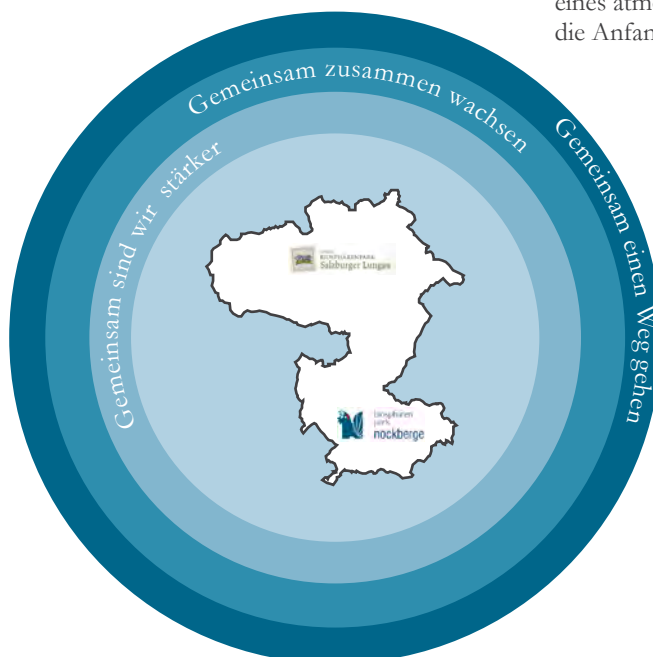 eines atm
die Anfan
Gemeinsam zusammen wachsen
Gemeinsam einen Weg gehen
Gemeinsam sind wir stärker
BIOSPHÄRENPARK
Salzburger Lungau
biosphären
park
nockberge